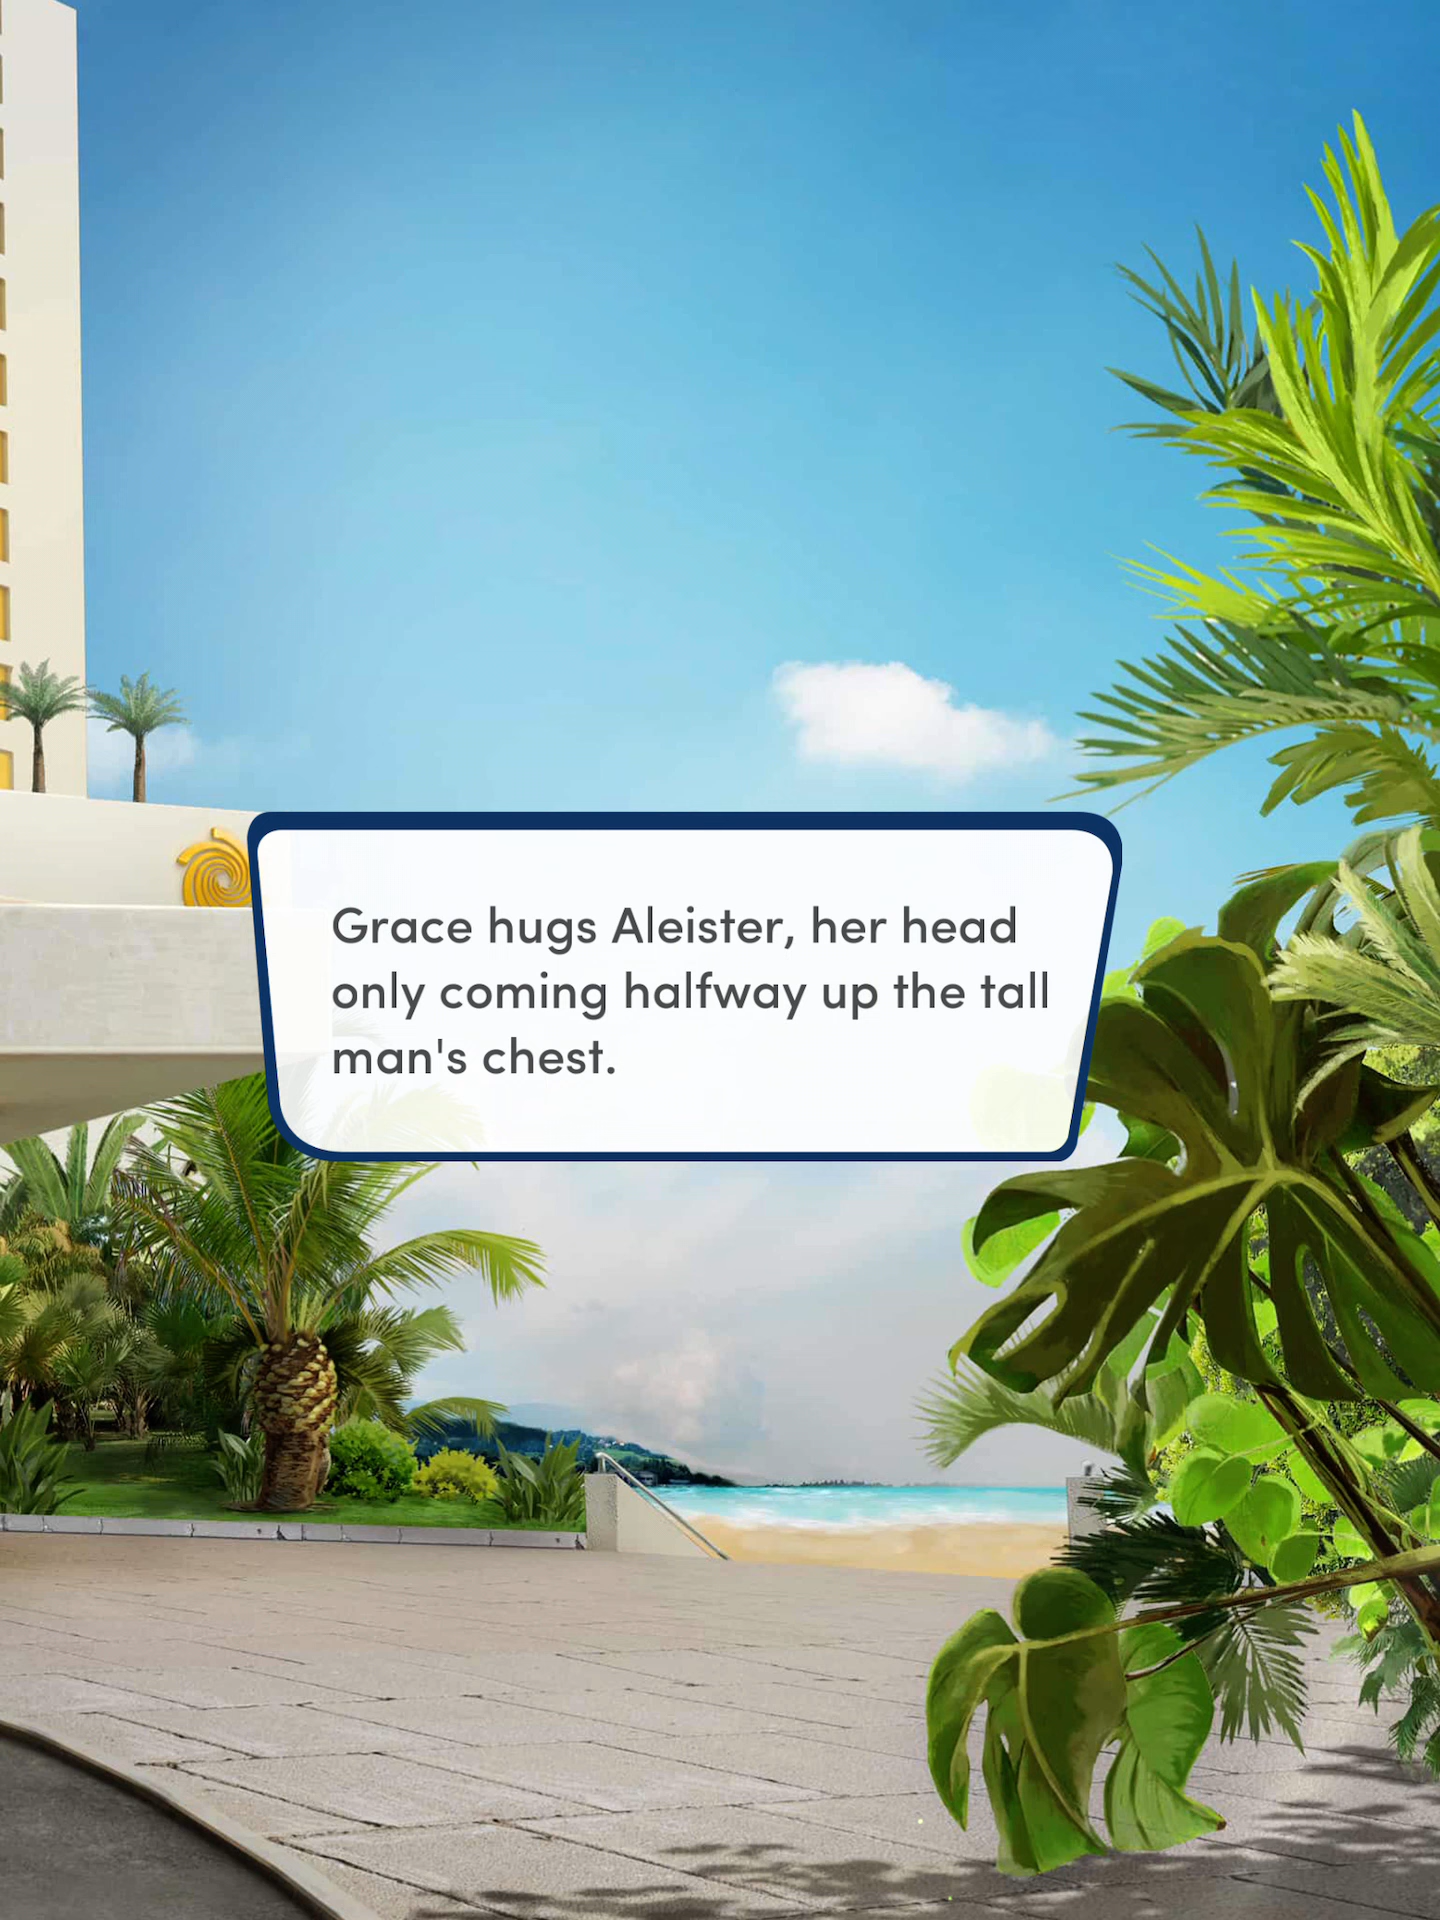 Grace hugs Aleister, her head
only coming halfway up the tall
man's chest.